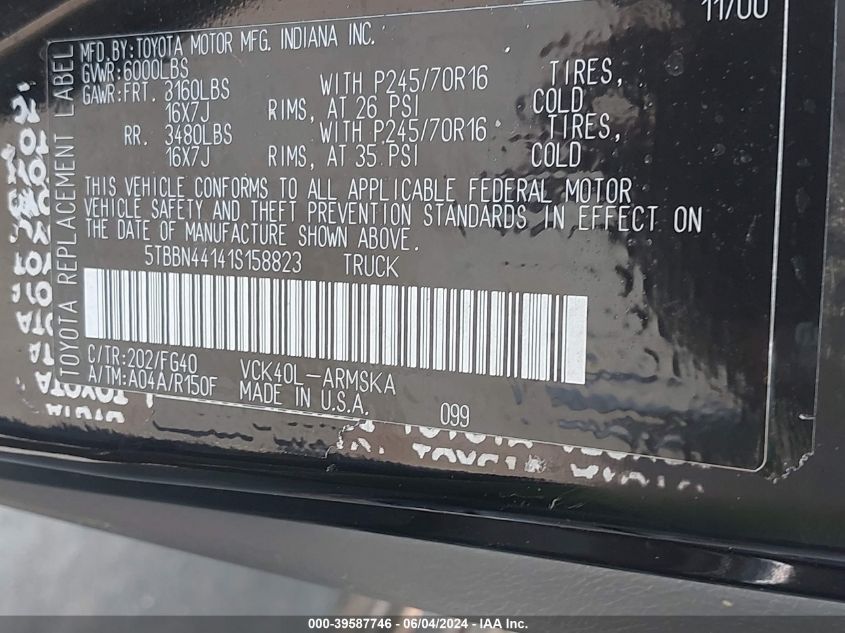 11/00
MFD.BY:TOYOTA MOTOR MFG. INDIANA INC.
GVWR:6000LBS
GAWR:FRT. 3160LBS WITH P245/70R16 TIRES,
16X7J RIMS, AT 26 PSI COLD
RR. 3480LBS WITH P245/70R16 TIRES,
16X7J RIMS, AT 35 PSI COLD
THIS VEHICLE CONFORMS TO ALL APPLICABLE FEDERAL MOTOR
VEHICLE SAFETY AND THEFT PREVENTION STANDARDS IN EFFECT ON
THE DATE OF MANUFACTURE SHOWN ABOVE.
5TBBN44141S158823 TRUCK
C/TR:202/FG40 VCK40L-ARMSKA
A/TM:A04A/R150F MADE IN U.S.A.
099
TOYOTA REPLACEMENT LABEL
TOYOTA
000-39587746 - 06/04/2024 - IAA Inc.